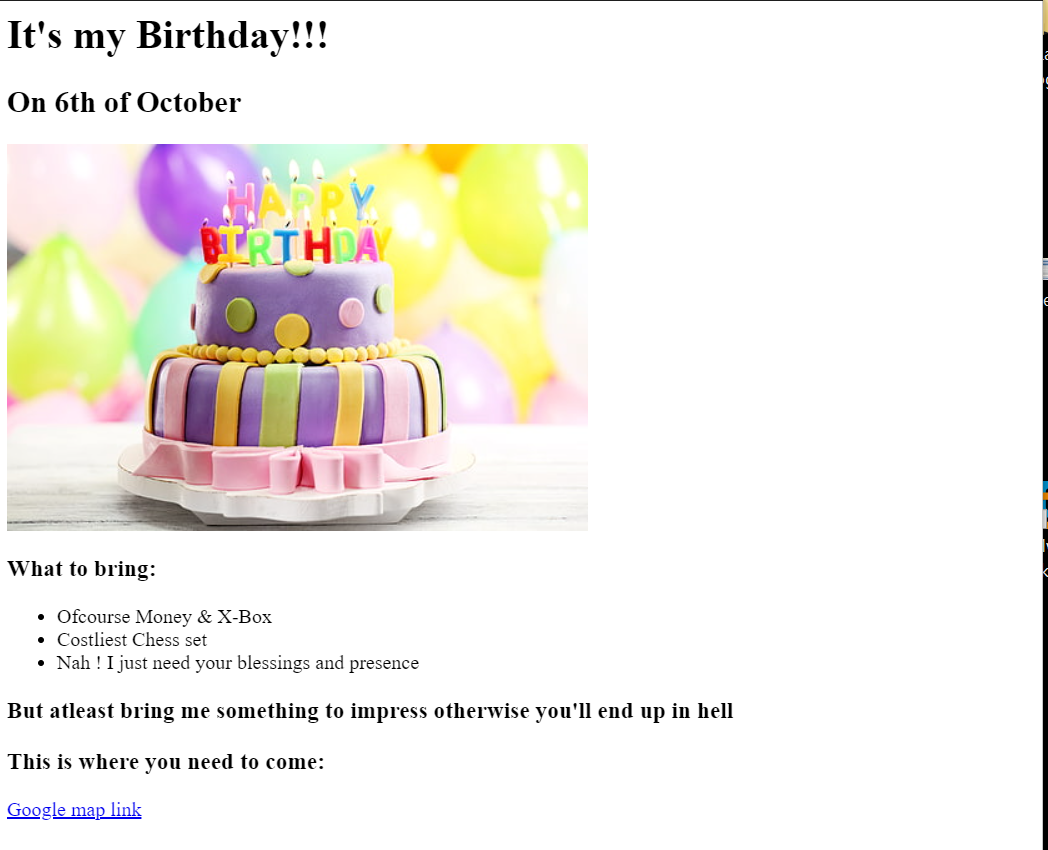 It's my Birthday!!!
On 6th of October
HAPPY
BIRTHDAY
What to bring:
Ofcourse Money & X-Box
Costliest Chess set
Nah ! I just need your blessings and presence
But atleast bring me something to impress otherwise you'll end up in hell
This is where you need to come:
Google map link